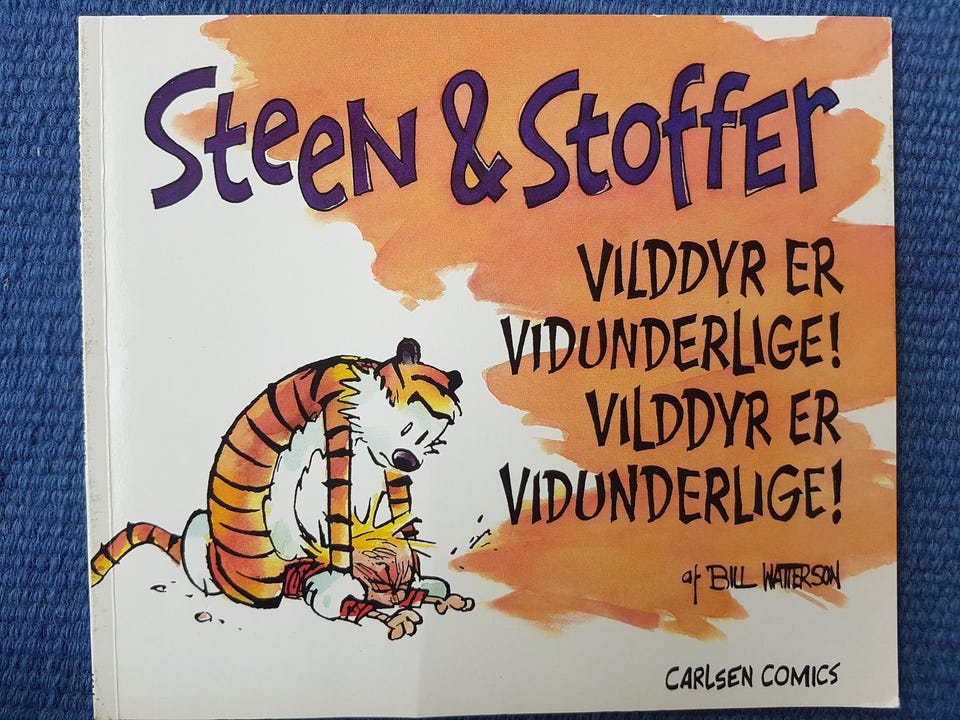 Steen & Stoffer
VILDDYR ER
VIDUNDERLIGE!
VILDDYR ER
VIDUNDERLIGE!
af BILL WATTERSON
CARLSEN COMICS